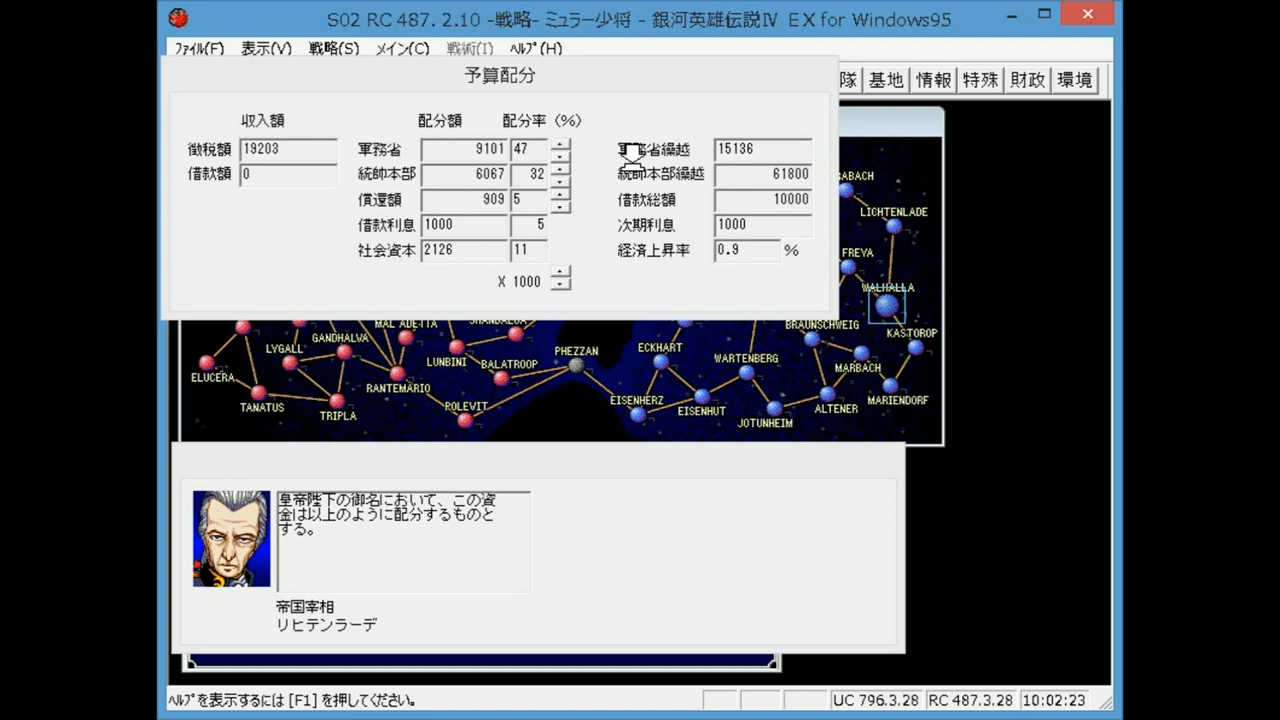 S02 RC 487. 2.10 -戦略- ミュラー少将 - 銀河英雄伝説Ⅳ EX for Windows95
ﾌｧｲﾙ(F) 表示(V) 戦略(S) メイン(C) 戦術(I) ﾍﾙﾌﾟ(H)
予算配分
隊 基地 情報 特殊 財政 環境
収入額 配分額 配分率 (%)
徴税額 19203 軍務省 9101 47 軍務省繰越 15136
借款額 0 統帥本部 6067 32 統帥本部繰越 61800
償還額 909 5 借款総額 10000
借款利息 1000 5 次期利息 1000
社会資本 2126 11 経済上昇率 0.9 %
X 1000
LICHTENLADE
FREYA
WALHALLA
BRAUNSCHWEIG
KASTOROP
MAL ADETTA
GANDHALVA
LYGALL
LUNBINI
BALATROOP
PHEZZAN
ECKHART
WARTENBERG
MARBACH
ELUCERA
RANTEMARIO
TANATUS
TRIPLA
POLEVIT
EISENHERZ
EISENHUT
JOTUNHEIM
ALTENER
MARIENDORF
皇帝陛下の御名において、この資
金は以上のように配分するものと
する。
帝国宰相
リヒテンラーデ
ﾍﾙﾌﾟを表示するには [F1] を押してください。
UC 796.3.28 RC 487.3.28 10:02:23